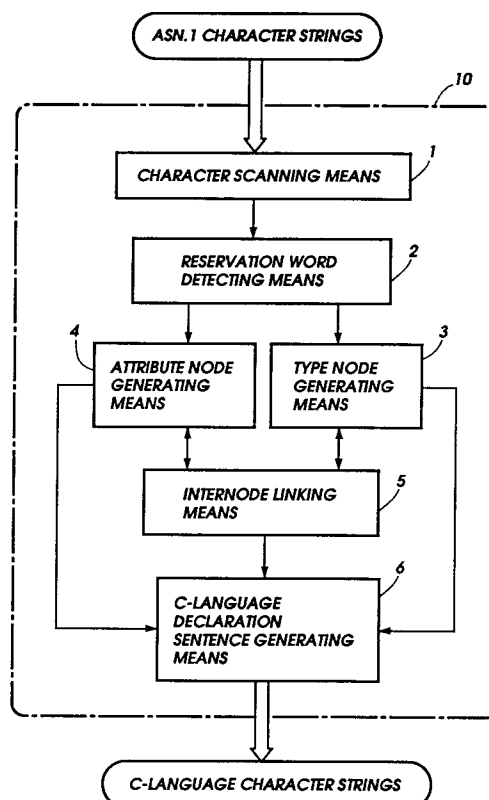 ASN.1 CHARACTER STRINGS
10
1
CHARACTER SCANNING MEANS
2
RESERVATION WORD
DETECTING MEANS
4
3
ATTRIBUTE NODE
GENERATING
MEANS
TYPE NODE
GENERATING
MEANS
5
INTERNODE LINKING
MEANS
6
C-LANGUAGE
DECLARATION
SENTENCE GENERATING
MEANS
C-LANGUAGE CHARACTER STRINGS